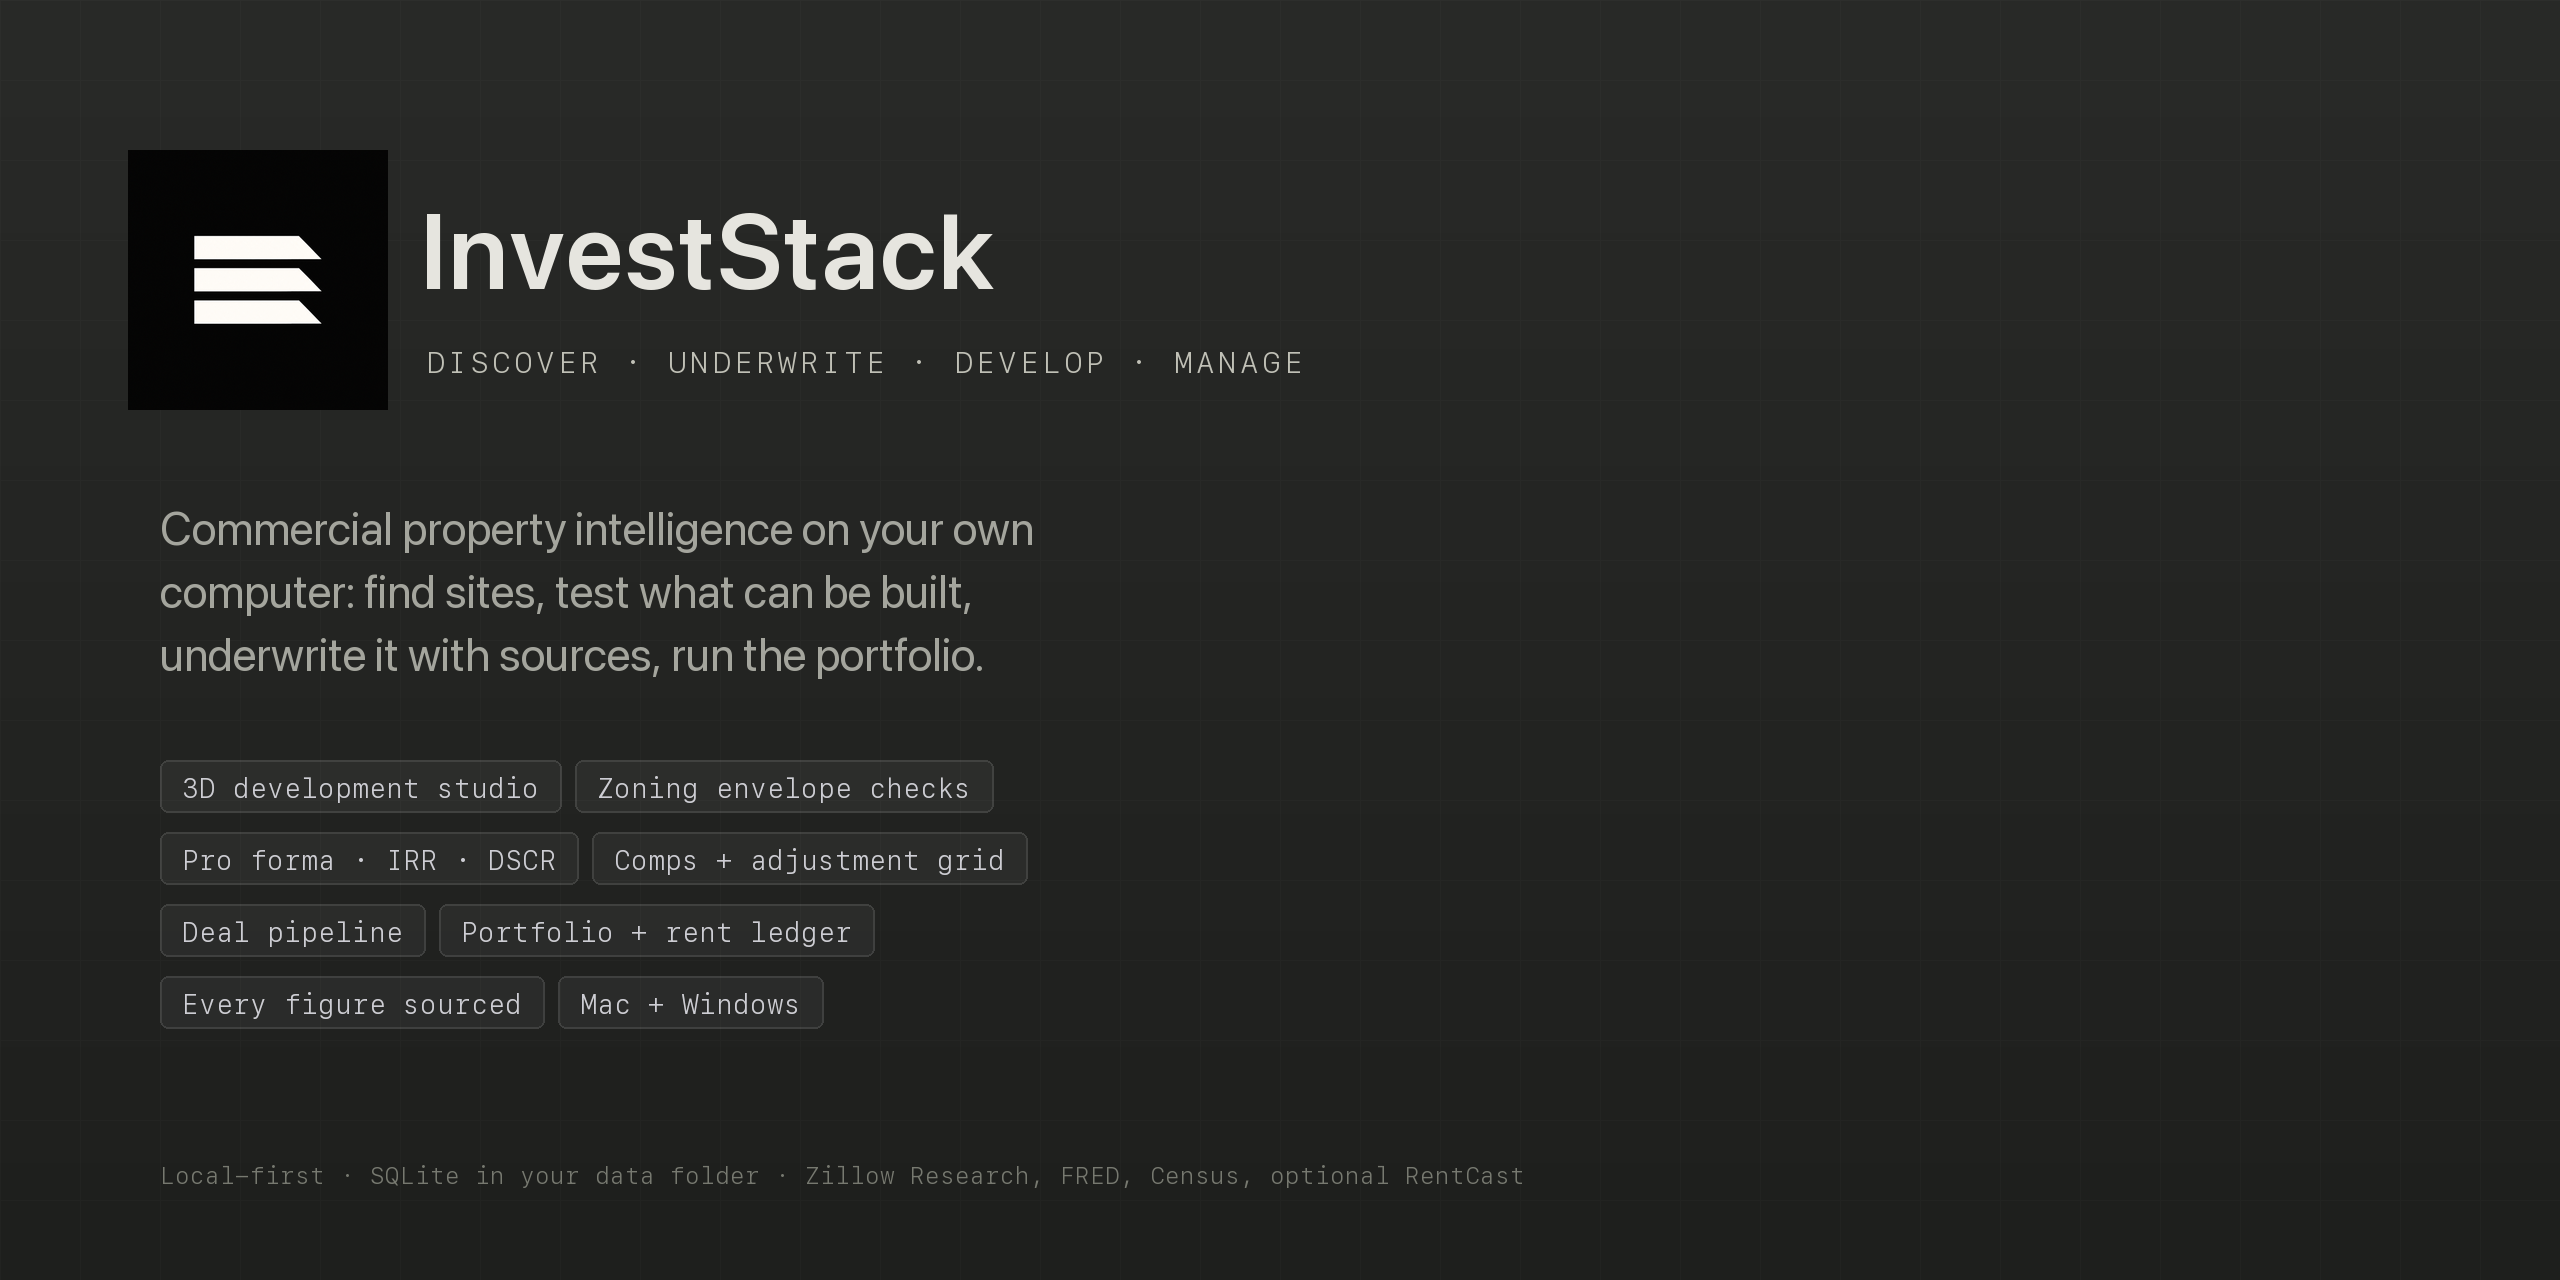 InvestStack
DISCOVER · UNDERWRITE · DEVELOP · MANAGE
Commercial property intelligence on your own
computer: find sites, test what can be built,
underwrite it with sources, run the portfolio.
3D development studio
Zoning envelope checks
Pro forma · IRR · DSCR
Comps + adjustment grid
Deal pipeline
Portfolio + rent ledger
Every figure sourced
Mac + Windows
Local-first · SQLite in your data folder · Zillow Research, FRED, Census, optional RentCast